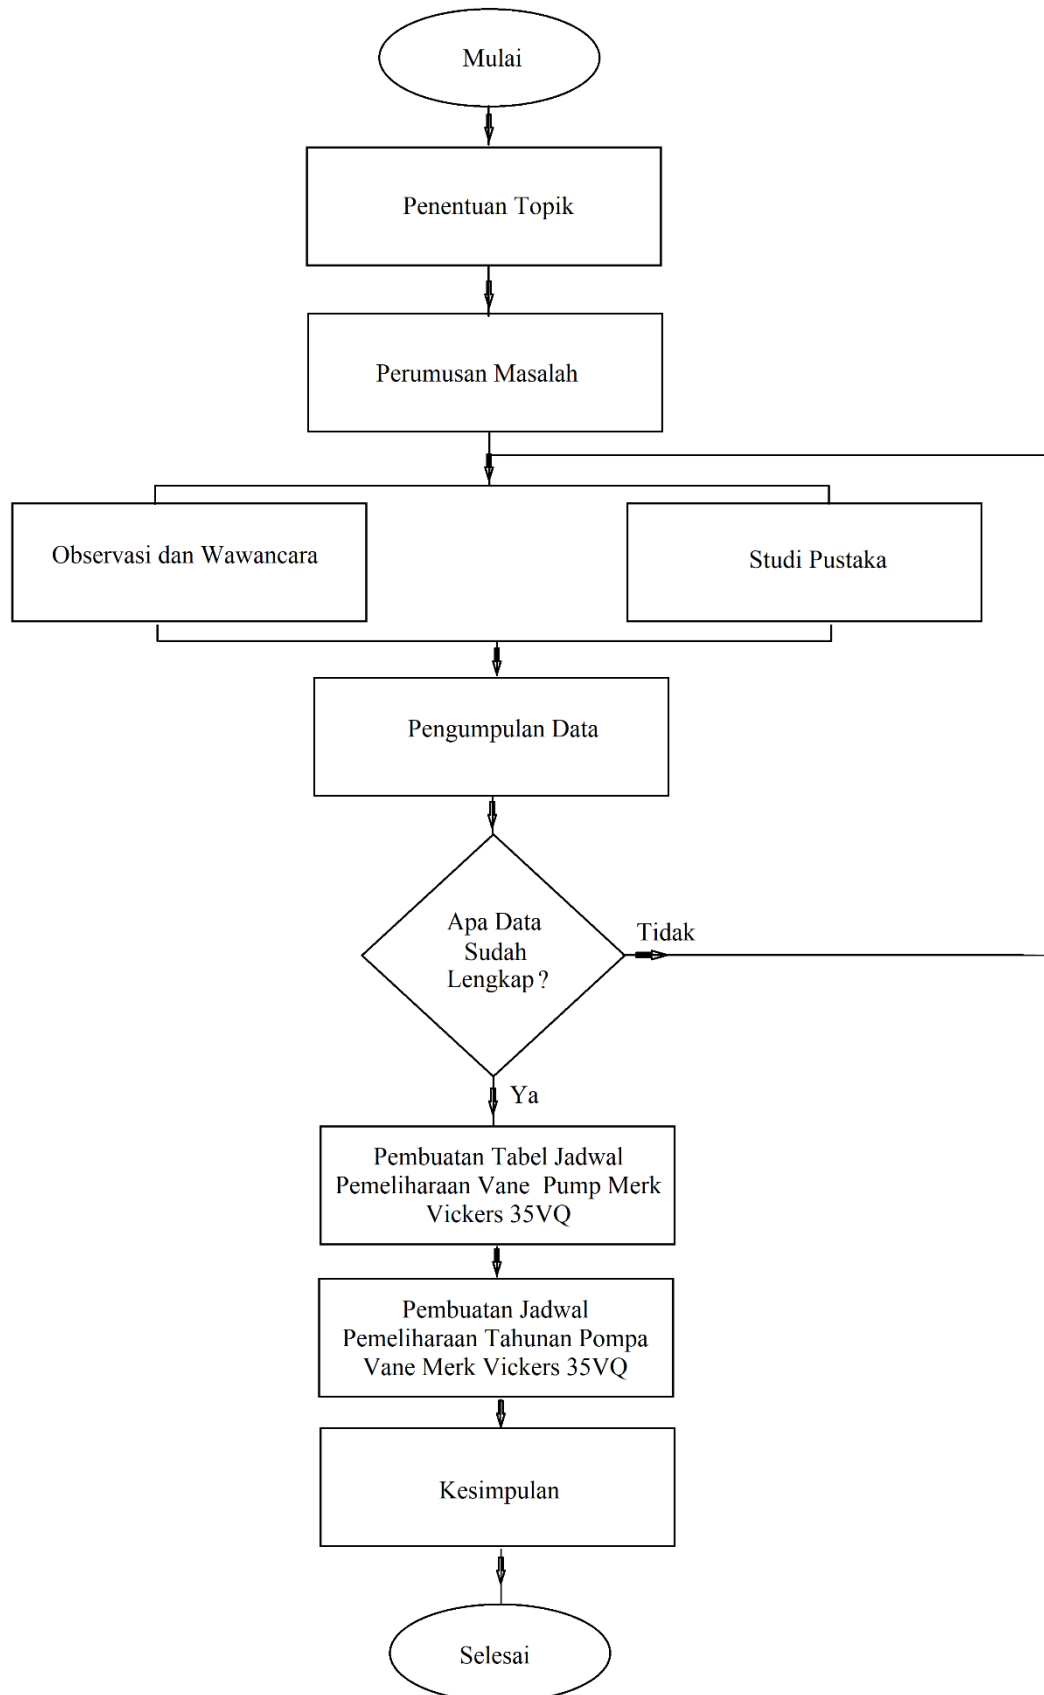 Mulai
Penentuan Topik
Perumusan Masalah
Observasi dan Wawancara
Studi Pustaka
Pengumpulan Data
Apa Data
Sudah
Lengkap ?
Tidak
Ya
Pembuatan Tabel Jadwal
Pemeliharaan Vane Pump Merk
Vickers 35VQ
Pembuatan Jadwal
Pemeliharaan Tahunan Pompa
Vane Merk Vickers 35VQ
Kesimpulan
Selesai